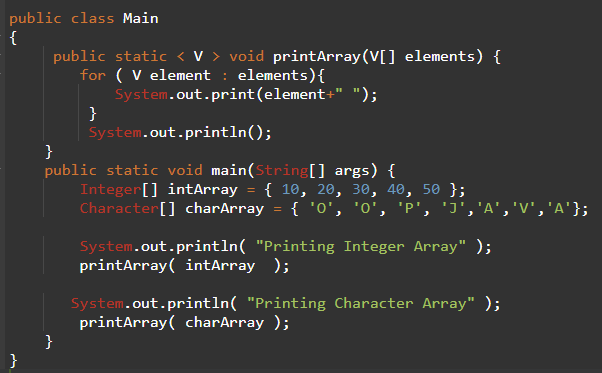 public class Main
{
public static < V > void printArray(V[] elements) {
for ( V element : elements){
System.out.print(element+" ");
}
System.out.println();
}
public static void main(String[] args) {
Integer[] intArray = { 10, 20, 30, 40, 50 };
Character[] charArray = { 'O', 'O', 'P', 'J','A','V','A'};
System.out.println( "Printing Integer Array" );
printArray( intArray  );
System.out.println( "Printing Character Array" );
printArray( charArray );
}
}